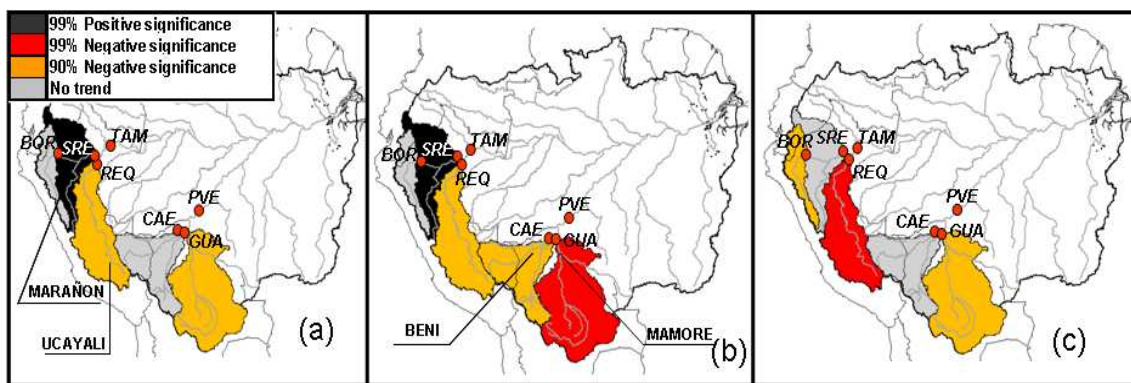 99% Positive significance
99% Negative significance
90% Negative significance
No trend
BOR SRE TAM
REQ
PVE
CAE
GUA
MARAÑON
UCAYALI
(a)
BOR SRE TAM
REQ
PVE
CAE GUA
BENI
MAMORE
(b)
BOR SRE TAM
REQ
PVE
CAE
GUA
(c)